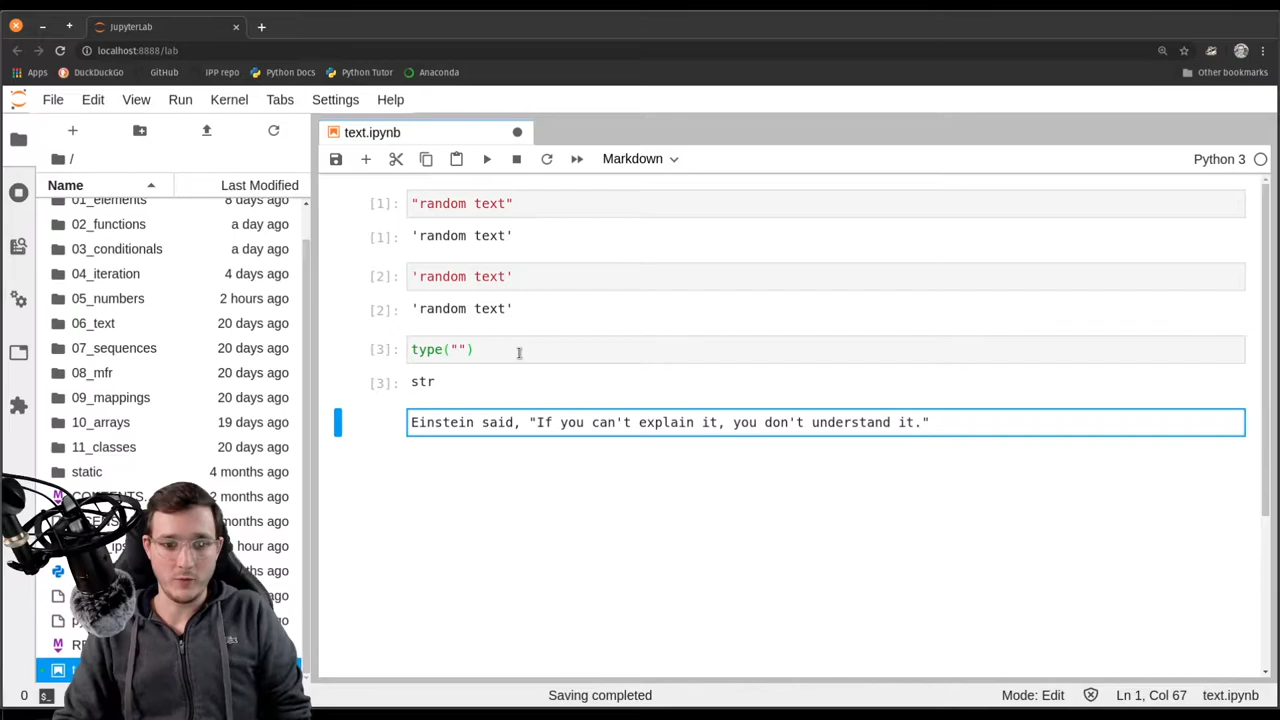 JupyterLab
localhost:8888/lab
Apps DuckDuckGo GitHub IPP repo Python Docs Python Tutor Anaconda Other bookmarks
File Edit View Run Kernel Tabs Settings Help
text.ipynb
/
Markdown
Python 3
Name Last Modified
01_elements 8 days ago
02_functions a day ago
03_conditionals a day ago
04_iteration 4 days ago
05_numbers 2 hours ago
06_text 20 days ago
07_sequences 20 days ago
08_mfr 20 days ago
09_mappings 20 days ago
10_arrays 19 days ago
11_classes 20 days ago
static 4 months ago
months ago
months ago
hour ago
ago
ago
ago
ago
[1]: "random text"
[1]: 'random text'
[2]: 'random text'
[2]: 'random text'
[3]: type("")
[3]: str
Einstein said, "If you can't explain it, you don't understand it."
0 $_ Saving completed Mode: Edit Ln 1, Col 67 text.ipynb